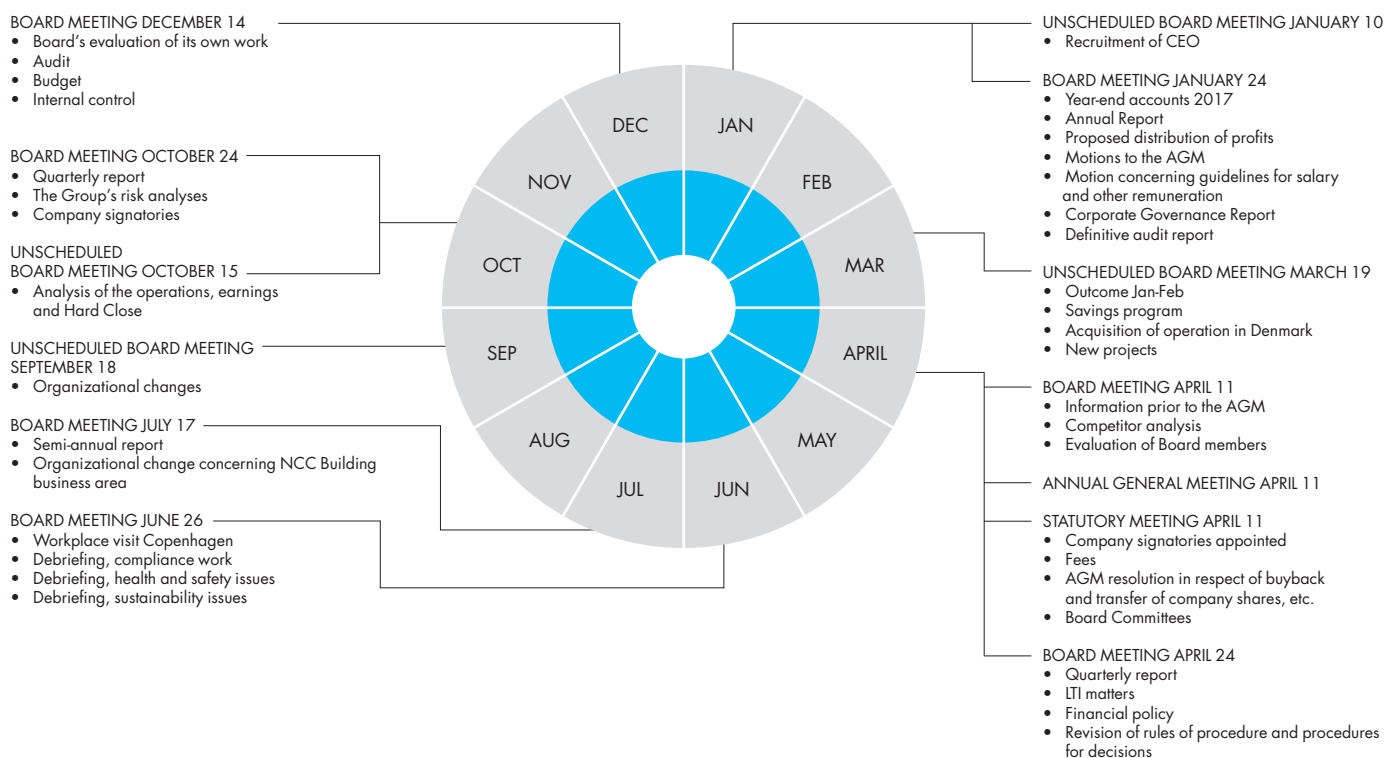 BOARD MEETING DECEMBER 14
• Board’s evaluation of its own work
• Audit
• Budget
• Internal control
BOARD MEETING OCTOBER 24
• Quarterly report
• The Group’s risk analyses
• Company signatories
UNSCHEDULED
BOARD MEETING OCTOBER 15
• Analysis of the operations, earnings
and Hard Close
UNSCHEDULED BOARD MEETING
SEPTEMBER 18
• Organizational changes
BOARD MEETING JULY 17
• Semi-annual report
• Organizational change concerning NCC Building
business area
BOARD MEETING JUNE 26
• Workplace visit Copenhagen
• Debriefing, compliance work
• Debriefing, health and safety issues
• Debriefing, sustainability issues
JAN
FEB
MAR
APRIL
MAY
JUN
JUL
AUG
SEP
OCT
NOV
DEC
UNSCHEDULED BOARD MEETING JANUARY 10
• Recruitment of CEO
BOARD MEETING JANUARY 24
• Year-end accounts 2017
• Annual Report
• Proposed distribution of profits
• Motions to the AGM
• Motion concerning guidelines for salary
and other remuneration
• Corporate Governance Report
• Definitive audit report
UNSCHEDULED BOARD MEETING MARCH 19
• Outcome Jan-Feb
• Savings program
• Acquisition of operation in Denmark
• New projects
BOARD MEETING APRIL 11
• Information prior to the AGM
• Competitor analysis
• Evaluation of Board members
ANNUAL GENERAL MEETING APRIL 11
STATUTORY MEETING APRIL 11
• Company signatories appointed
• Fees
• AGM resolution in respect of buyback
and transfer of company shares, etc.
• Board Committees
BOARD MEETING APRIL 24
• Quarterly report
• LTI matters
• Financial policy
• Revision of rules of procedure and procedures
for decisions